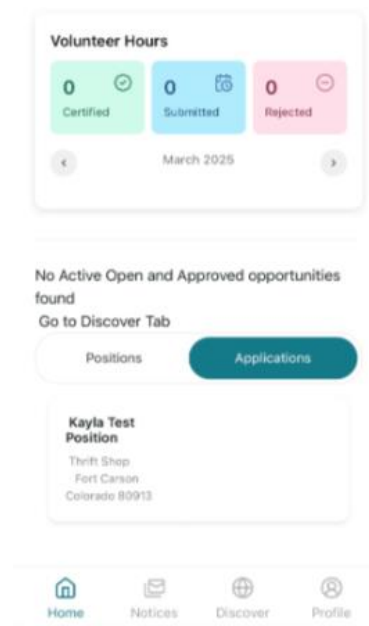 Volunteer Hours
0 0 0
Certified Submitted Rejected
March 2025
No Active Open and Approved opportunities
found
Go to Discover Tab
Positions Applications
Kayla Test
Position
Thrift Shop
Fort Carson
Colorado 80913
Home Notices Discover Profile